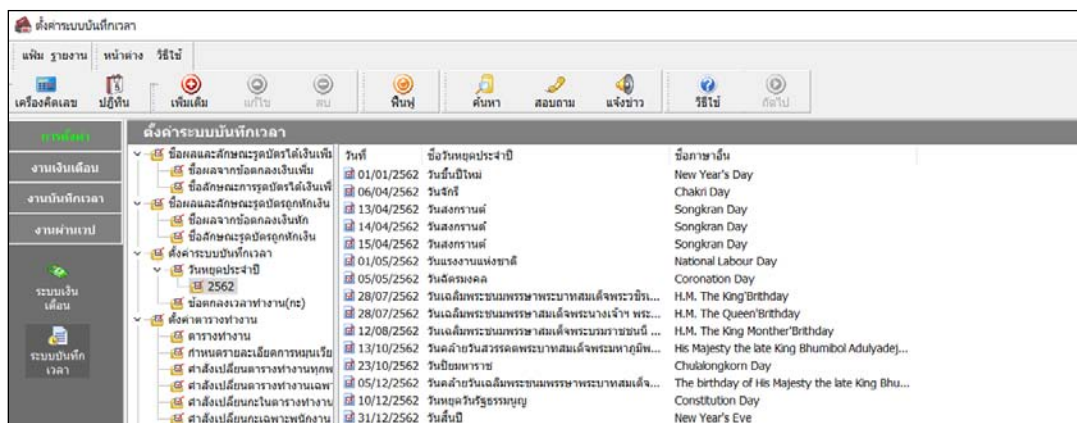 ตั้งค่าระบบบันทึกเวลา
แฟ้ม รายงาน หน้าต่าง วิธีใช้
เครื่องคิดเลข ปฏิทิน เพิ่มเติม แก้ไข ลบ ฟื้นฟู ค้นหา สอบถาม แจ้งข่าว วิธีใช้ ถัดไป
การตั้งค่า
งานเงินเดือน
งานบันทึกเวลา
งานผ่านเวป
ระบบเงินเดือน
ระบบบันทึกเวลา
ตั้งค่าระบบบันทึกเวลา
ชื่อผลและลักษณะรูดบัตรได้เงินเพิ่ม
ชื่อผลจากข้อตกลงเงินเพิ่ม
ชื่อลักษณะการรูดบัตรได้เงินเพิ่
ชื่อผลและลักษณะรูดบัตรถูกหักเงิน
ชื่อผลจากข้อตกลงเงินหัก
ชื่อลักษณะรูดบัตรถูกหักเงิน
ตั้งค่าระบบบันทึกเวลา
วันหยุดประจำปี
2562
ข้อตกลงเวลาทำงาน(กะ)
ตั้งค่าตารางทำงาน
ตารางทำงาน
กำหนดรายละเอียดการหมุนเวีย
คำสั่งเปลี่ยนตารางทำงานทุกพ
คำสั่งเปลี่ยนตารางทำงานเฉพา
คำสั่งเปลี่ยนกะในตารางทำงาน
คำสั่งเปลี่ยนกะเฉพาะพนักงาน
วันที่ ชื่อวันหยุดประจำปี ชื่อภาษาอื่น
01/01/2562 วันขึ้นปีใหม่ New Year's Day
06/04/2562 วันจักรี Chakri Day
13/04/2562 วันสงกรานต์ Songkran Day
14/04/2562 วันสงกรานต์ Songkran Day
15/04/2562 วันสงกรานต์ Songkran Day
01/05/2562 วันแรงงานแห่งชาติ National Labour Day
05/05/2562 วันฉัตรมงคล Coronation Day
28/07/2562 วันเฉลิมพระชนมพรรษาพระบาทสมเด็จพระวชิร... H.M. The King'Brithday
28/07/2562 วันเฉลิมพระชนมพรรษาสมเด็จพระนางเจ้าฯ พระ... H.M. The Queen'Brithday
12/08/2562 วันเฉลิมพระชนมพรรษาสมเด็จพระบรมราชชนนี ... H.M. The King Monther'Brithday
13/10/2562 วันคล้ายวันสวรรคตพระบาทสมเด็จพระมหาภูมิพ... His Majesty the late King Bhumibol Adulyadej...
23/10/2562 วันปิยมหาราช Chulalongkorn Day
05/12/2562 วันคล้ายวันเฉลิมพระชนมพรรษาพระบาทสมเด็จ... The birthday of His Majesty the late King Bhu...
10/12/2562 วันหยุดวันรัฐธรรมนูญ Constitution Day
31/12/2562 วันสิ้นปี New Year's Eve